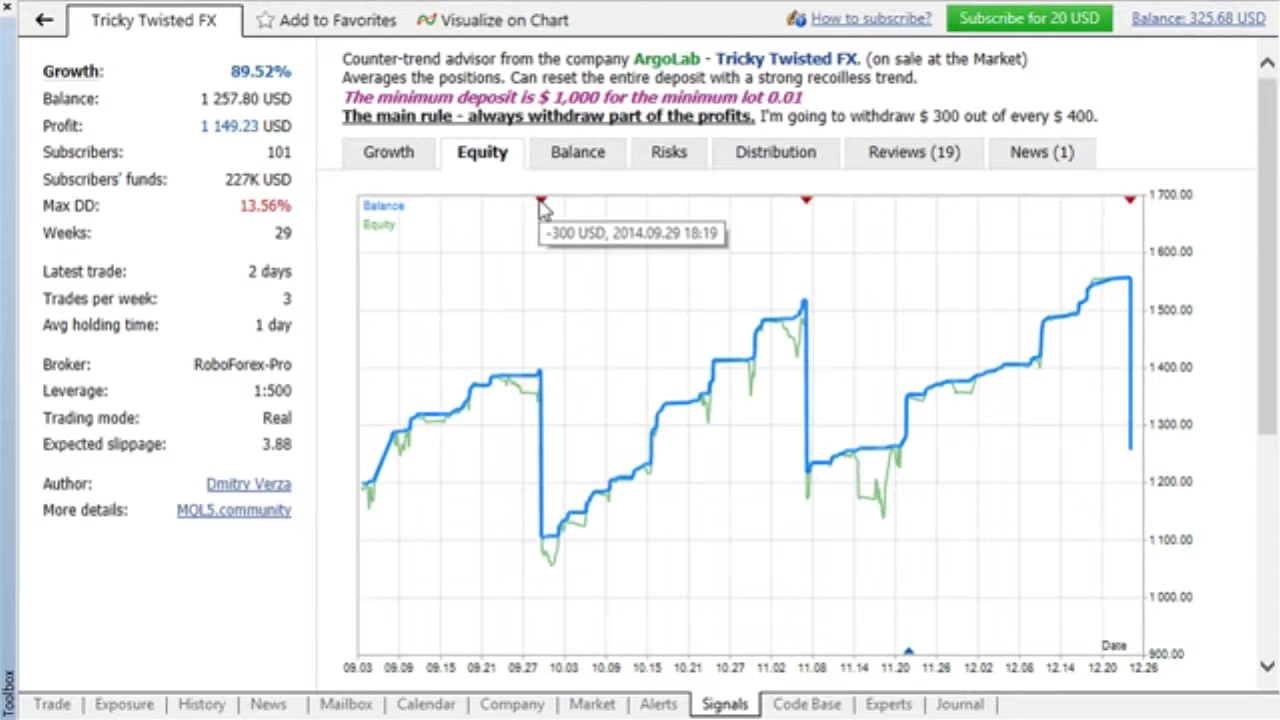 Tricky Twisted FX
Add to Favorites
Visualize on Chart
How to subscribe?
Subscribe for 20 USD
Balance: 325.68 USD
Growth: 89.52%
Balance: 1 257.80 USD
Profit: 1 149.23 USD
Subscribers: 101
Subscribers' funds: 227K USD
Max DD: 13.56%
Weeks: 29
Latest trade: 2 days
Trades per week: 3
Avg holding time: 1 day
Broker: RoboForex-Pro
Leverage: 1:500
Trading mode: Real
Expected slippage: 3.88
Author: Dmitry Verza
More details: MQL5.community
Counter-trend advisor from the company ArgoLab - Tricky Twisted FX. (on sale at the Market)
Averages the positions. Can reset the entire deposit with a strong recoilless trend.
The minimum deposit is $ 1,000 for the minimum lot 0.01
The main rule - always withdraw part of the profits. I'm going to withdraw $ 300 out of every $ 400.
Growth Equity Balance Risks Distribution Reviews (19) News (1)
Balance
Equity
-300 USD, 2014.09.29 18:19
1 700.00
1 600.00
1 500.00
1 400.00
1 300.00
1 200.00
1 100.00
1 000.00
900.00
Date
09.03 09.09 09.15 09.21 09.27 10.03 10.09 10.15 10.21 10.27 11.02 11.08 11.14 11.20 11.26 12.02 12.08 12.14 12.20 12.26
Toolbox
Trade | Exposure | History | News | Mailbox | Calendar | Company | Market | Alerts | Signals | Code Base | Experts | Journal |